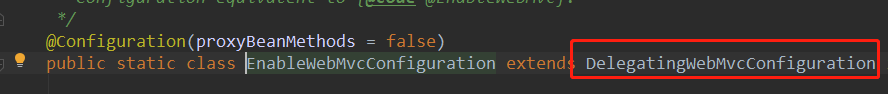 */
@Configuration(proxyBeanMethods = false)
public static class EnableWebMvcConfiguration extends DelegatingWebMvcConfiguration